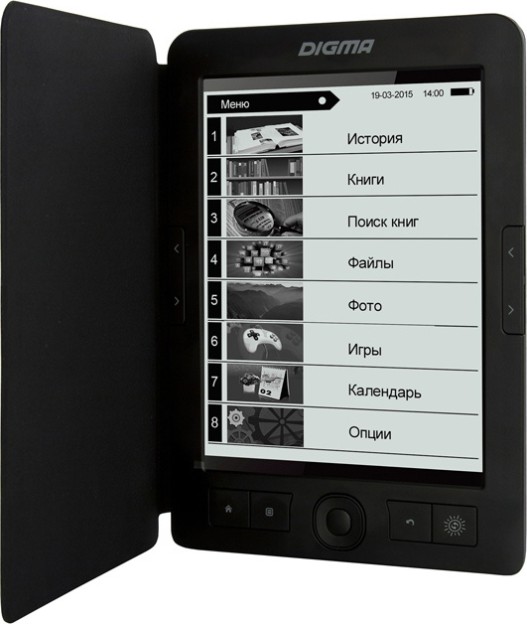 DIGMA
Меню 19-03-2015 14:00
1 История
2 Книги
3 Поиск книг
4 Файлы
5 Фото
6 Игры
7 Календарь
8 Опции